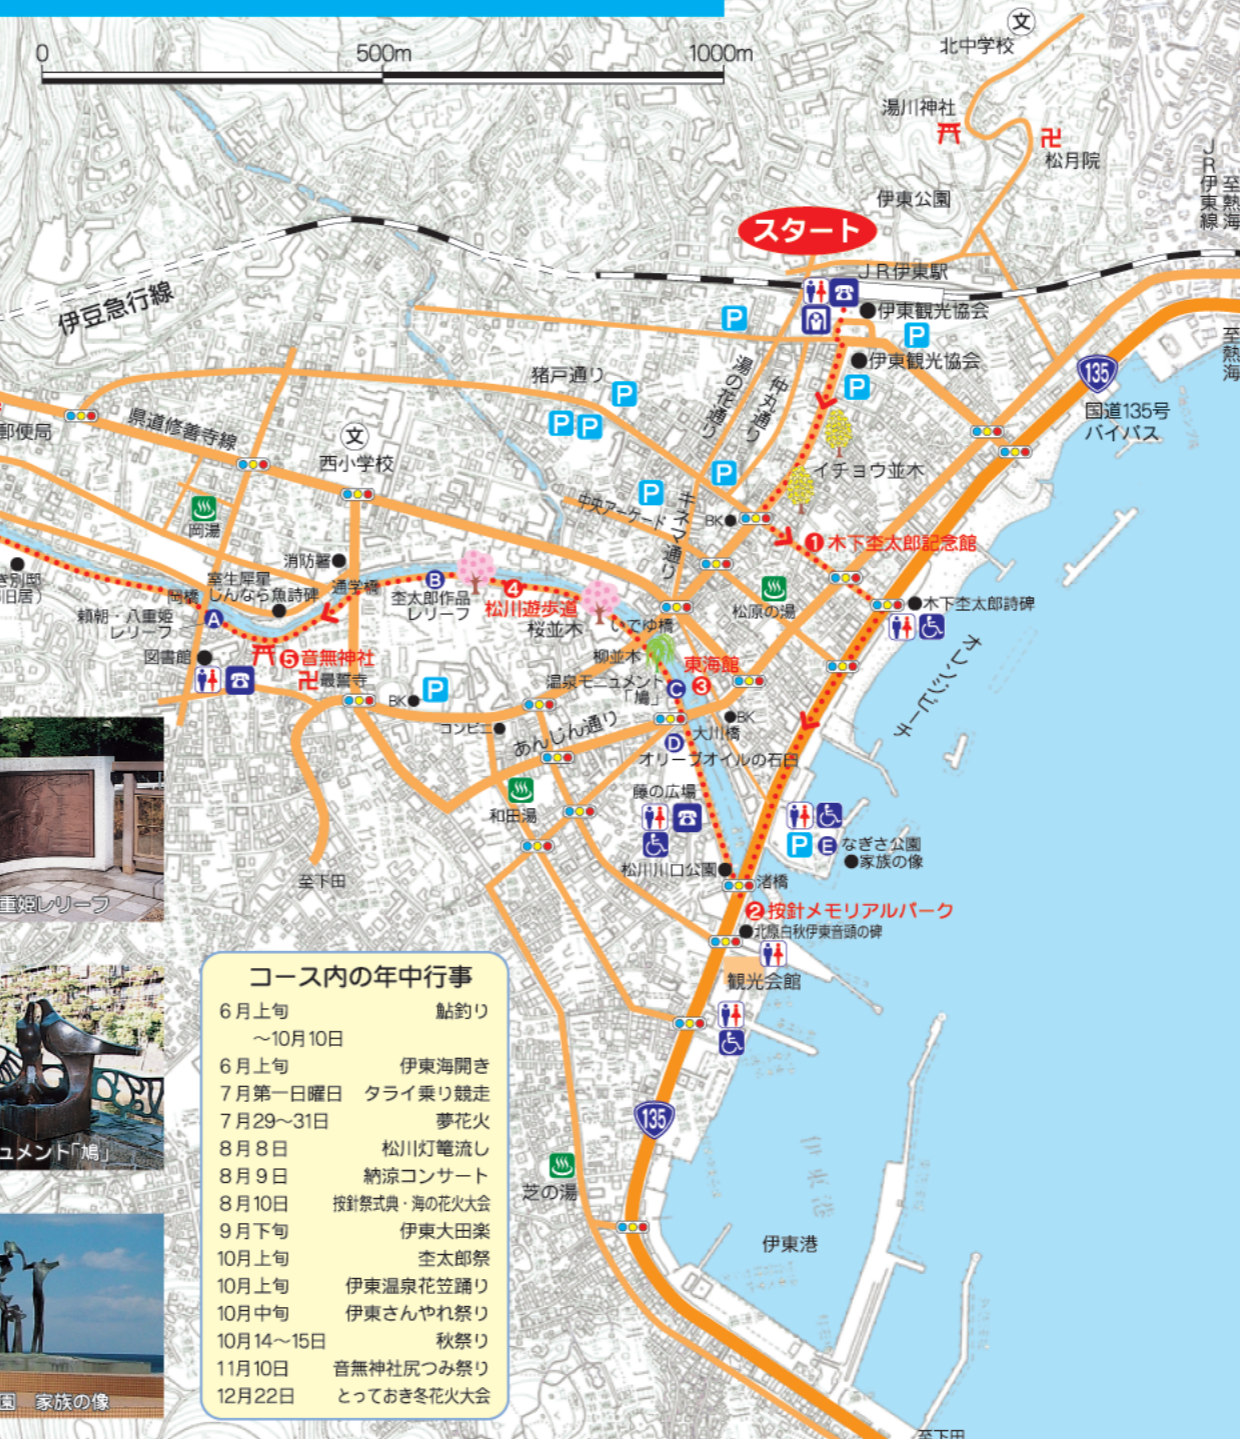 0 500m 1000m
文
北中学校
湯川神社
松月院
伊東公園
JR伊東線
至熱海
スタート
JR伊東駅
伊豆急行線
伊東観光協会
P
P
伊東観光協会
P
至熱海
135
国道135号
バイパス
湯の花通り
仲丸通り
猪戸通り
P
P P
県道修善寺線
郵便局
文
西小学校
イチョウ並木
P
P
キネマ通り
中央アーケード
BK
岡湯
①木下杢太郎記念館
消防署
通学橋
室生犀星
しんなら魚詩碑
岡橋
き別邸
旧居）
頼朝・八重姫
レリーフ
A
B
杢太郎作品
レリーフ
④
松川遊歩道
桜並木
いでゆ橋
松原の湯
木下杢太郎詩碑
オレンジビーチ
図書館
⑤音無神社
最誓寺
柳並木
東海館
③
温泉モニュメント
「鳩」
C
BK
P
コンビニ
あんじん通り
BK
大川橋
D
オリーブオイルの石臼
藤の広場
和田湯
P
E
なぎさ公園
家族の像
松川川口公園
渚橋
至下田
②按針メモリアルパーク
北原白秋伊東音頭の碑
観光会館
重姫レリーフ
コース内の年中行事
6月上旬 鮎釣り
～10月10日
6月上旬 伊東海開き
7月第一日曜日 タライ乗り競走
7月29～31日 夢花火
8月8日 松川灯篭流し
8月9日 納涼コンサート
8月10日 按針祭式典・海の花火大会
9月下旬 伊東大田楽
10月上旬 杢太郎祭
10月上旬 伊東温泉花笠踊り
10月中旬 伊東さんやれ祭り
10月14～15日 秋祭り
11月10日 音無神社尻つみ祭り
12月22日 とっておき冬花火大会
ュメント「鳩」
135
芝の湯
伊東港
伊東港
園 家族の像
至下田